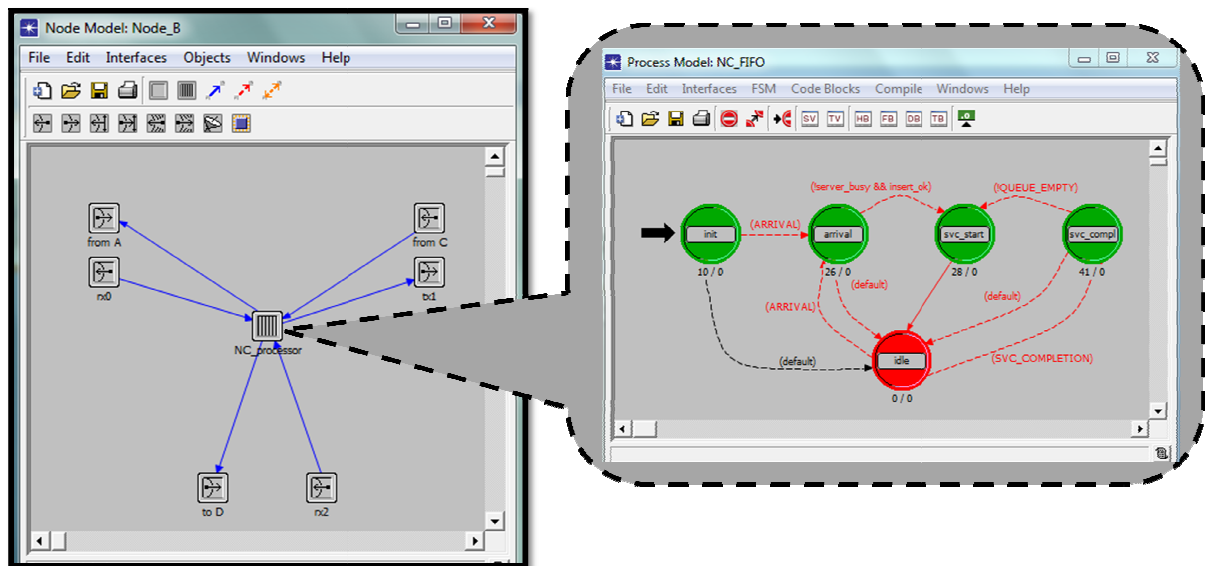 Node Model: Node_B
File Edit Interfaces Objects Windows Help
from A
from C
rx0
tx1
NC_processor
to D
rx2
Process Model: NC_FIFO
File Edit Interfaces FSM Code Blocks Compile Windows Help
SV TV HB FB DB TB
(!server_busy && insert_ok)
(!QUEUE_EMPTY)
(ARRIVAL)
init
arrival
svc_start
svc_compl
10 / 0
26 / 0
28 / 0
41 / 0
(default)
(default)
(ARRIVAL)
(default)
idle
(SVC_COMPLETION)
0 / 0